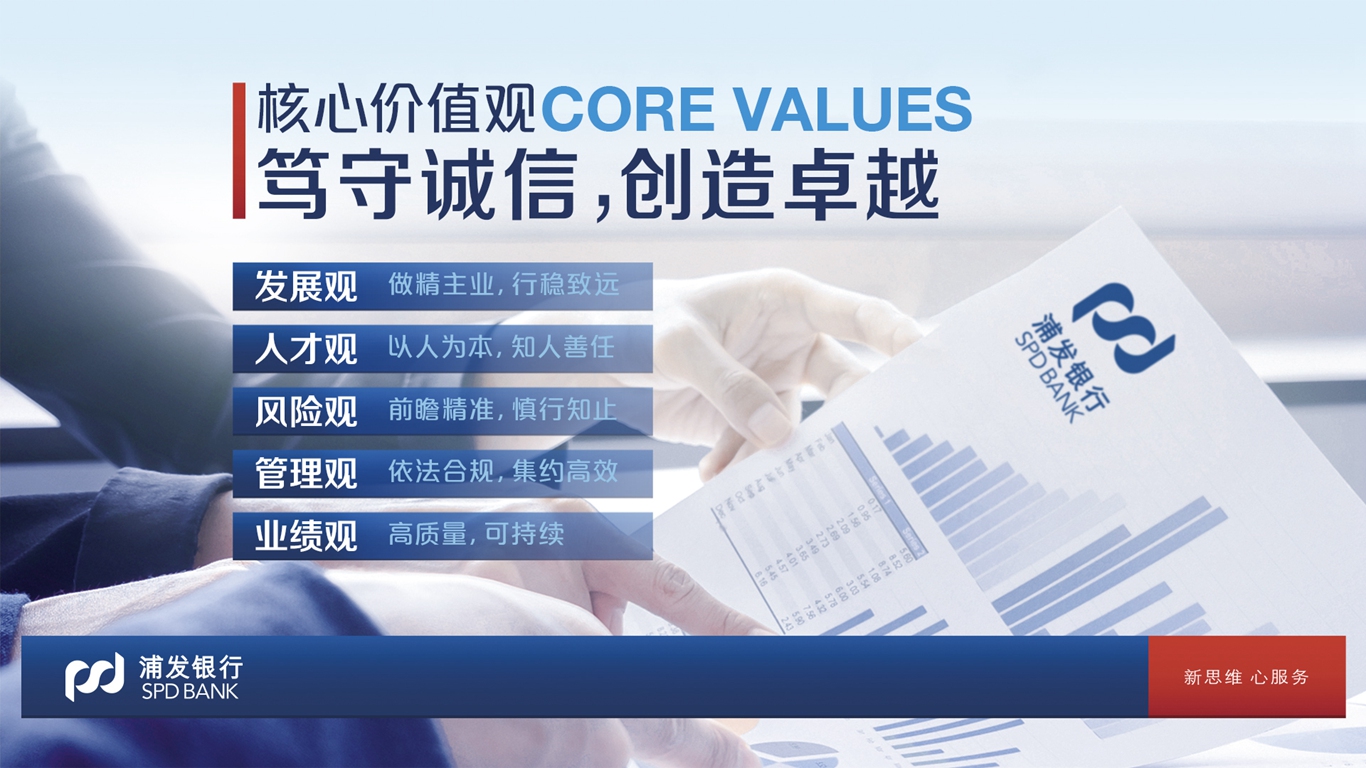 核心价值观CORE VALUES
笃守诚信,创造卓越
发展观 做精主业,行稳致远
人才观 以人为本,知人善任
风险观 前瞻精准,慎行知止
管理观 依法合规,集约高效
业绩观 高质量,可持续
浦发银行
SPD BANK
浦发银行
SPD BANK
新思维 心服务